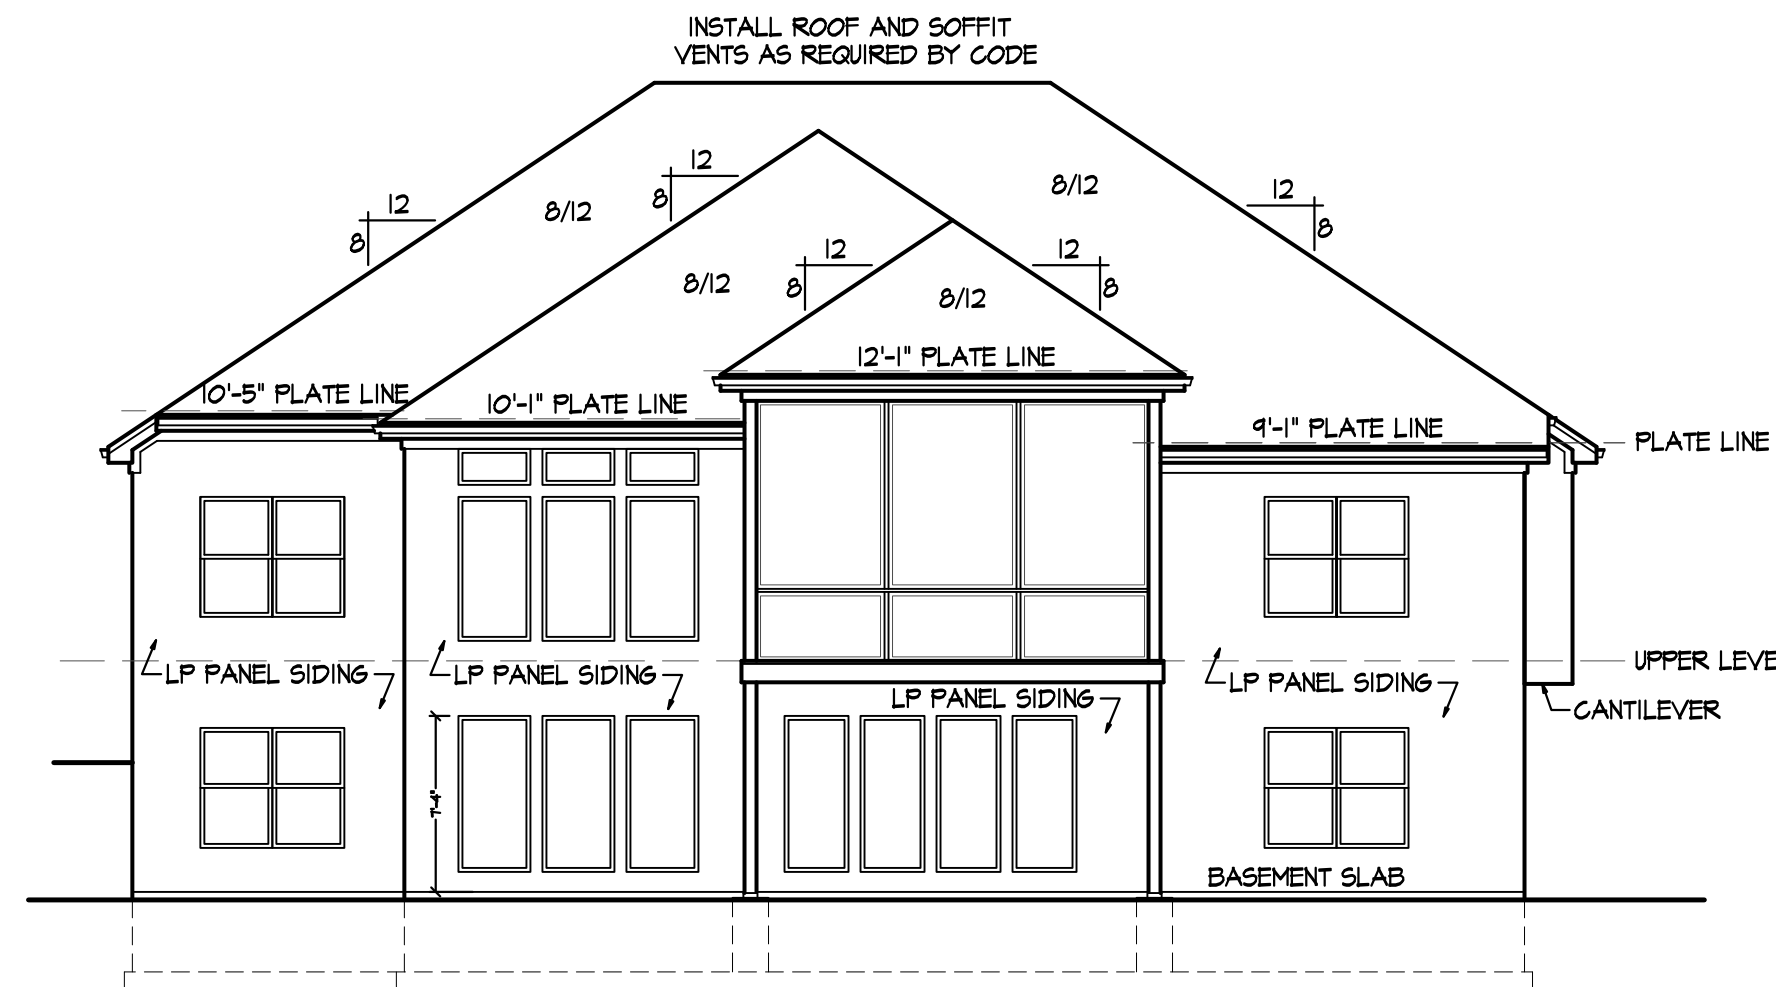 INSTALL ROOF AND SOFFIT
VENTS AS REQUIRED BY CODE
12
8
8/12
12
8
8/12
12
8
8/12
12
8
8/12
12
8
10'-5" PLATE LINE
10'-1" PLATE LINE
12'-1" PLATE LINE
9'-1" PLATE LINE
PLATE LINE
UPPER LEVE
LP PANEL SIDING
LP PANEL SIDING
LP PANEL SIDING
LP PANEL SIDING
CANTILEVER
7'-4"
BASEMENT SLAB